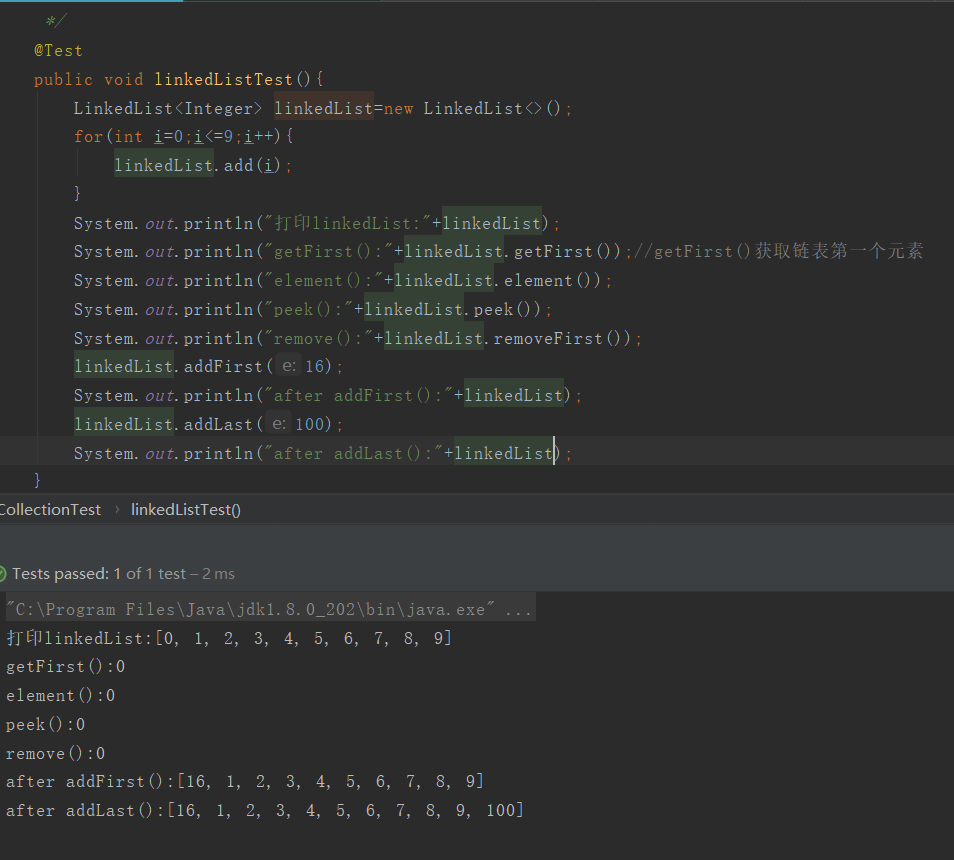 */
@Test
public void linkedListTest(){
LinkedList<Integer> linkedList=new LinkedList<>();
for(int i=0;i<=9;i++){
linkedList.add(i);
}
System.out.println("打印linkedList:"+linkedList);
System.out.println("getFirst():"+linkedList.getFirst());//getFirst()获取链表第一个元素
System.out.println("element():"+linkedList.element());
System.out.println("peek():"+linkedList.peek());
System.out.println("remove():"+linkedList.removeFirst());
linkedList.addFirst( e: 16);
System.out.println("after addFirst():"+linkedList);
linkedList.addLast( e: 100);
System.out.println("after addLast():"+linkedList);
}
CollectionTest › linkedListTest()
Tests passed: 1 of 1 test – 2 ms
"C:\Program Files\Java\jdk1.8.0_202\bin\java.exe" ...
打印linkedList:[0, 1, 2, 3, 4, 5, 6, 7, 8, 9]
getFirst():0
element():0
peek():0
remove():0
after addFirst():[16, 1, 2, 3, 4, 5, 6, 7, 8, 9]
after addLast():[16, 1, 2, 3, 4, 5, 6, 7, 8, 9, 100]